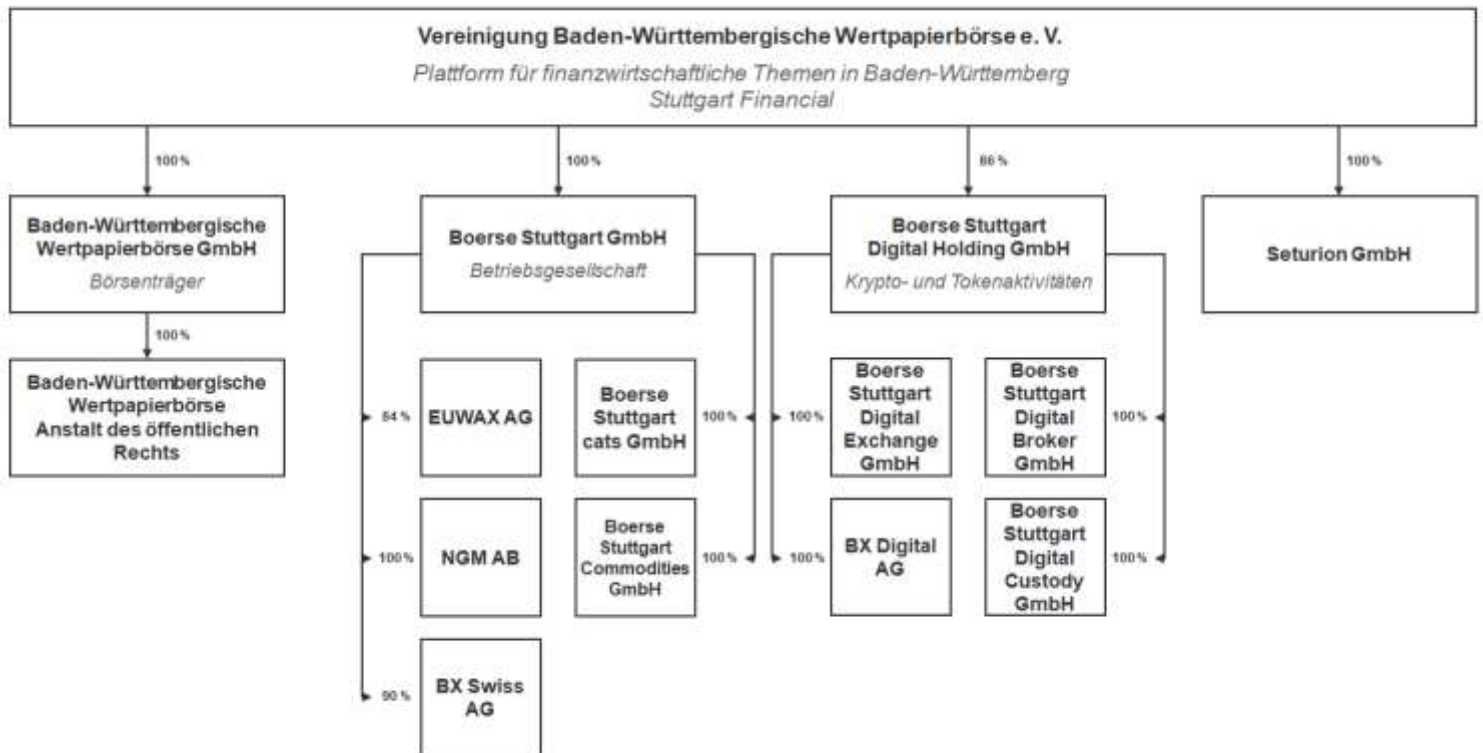 Vereinigung Baden-Württembergische Wertpapierbörse e. V.
Plattform für finanzwirtschaftliche Themen in Baden-Württemberg
Stuttgart Financial
100%
100%
86%
100%
Baden-Württembergische
Wertpapierbörse GmbH
Börsenträger
Boerse Stuttgart GmbH
Betriebsgesellschaft
Boerse Stuttgart
Digital Holding GmbH
Krypto- und Tokenaktivitäten
Seturion GmbH
100%
Baden-Württembergische
Wertpapierbörse
Anstalt des öffentlichen
Rechts
84%
EUWAX AG
Boerse
Stuttgart
cats GmbH
100%
100%
Boerse
Stuttgart
Digital
Exchange
GmbH
Boerse
Stuttgart
Digital
Broker
GmbH
100%
100%
NGM AB
Boerse
Stuttgart
Commodities
GmbH
100%
100%
BX Digital
AG
Boerse
Stuttgart
Digital
Custody
GmbH
100%
90%
BX Swiss
AG